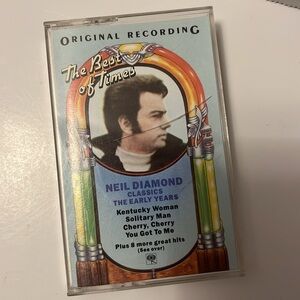 ORIGINAL RECORDING
The Best
of Times
NEIL DIAMOND
CLASSICS
THE EARLY YEARS
Kentucky Woman
Solitary Man
Cherry, Cherry
You Got To Me
Plus 8 more great hits
(See over)